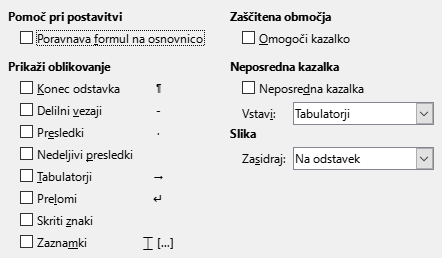 Pomoč pri postavitvi
Poravnava formul na osnovnico
Prikaži oblikovanje
Konec odstavka ¶
Delilni vezaji -
Presledki ·
Nedeljivi presledki
Tabulatorji →
Prelomi ↵
Skriti znaki
Zaznamki ⌶ [...]
Zaščitena območja
Omogoči kazalko
Neposredna kazalka
Neposredna kazalka
Vstavi: Tabulatorji
Slika
Zasidraj: Na odstavek